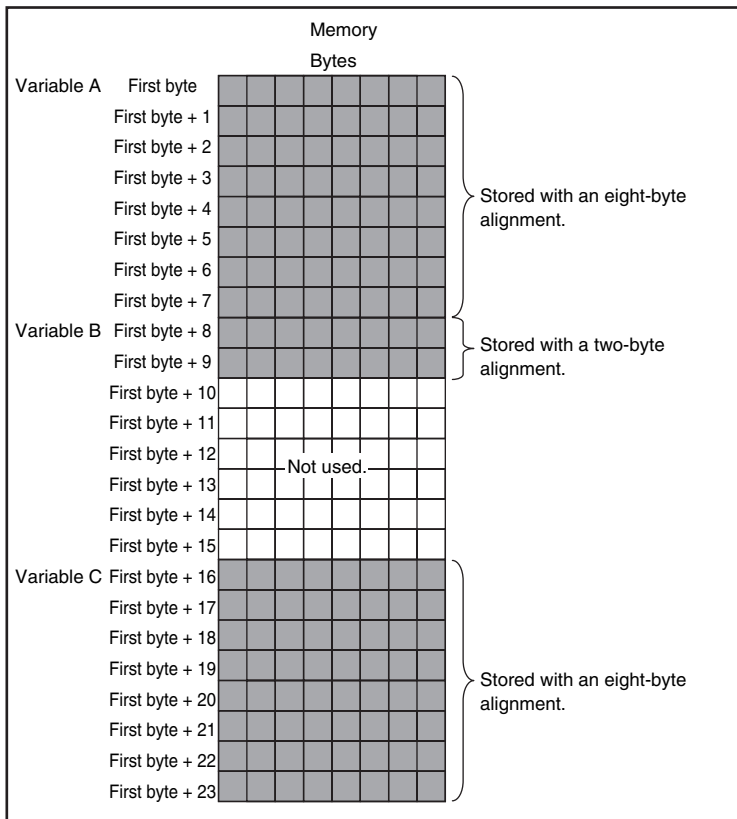 Memory
Bytes
Variable A First byte
First byte + 1
First byte + 2
First byte + 3
First byte + 4
First byte + 5
First byte + 6
First byte + 7
Stored with an eight-byte
alignment.
Variable B First byte + 8
First byte + 9
Stored with a two-byte
alignment.
First byte + 10
First byte + 11
First byte + 12
First byte + 13
First byte + 14
First byte + 15
Not used.
Variable C First byte + 16
First byte + 17
First byte + 18
First byte + 19
First byte + 20
First byte + 21
First byte + 22
First byte + 23
Stored with an eight-byte
alignment.